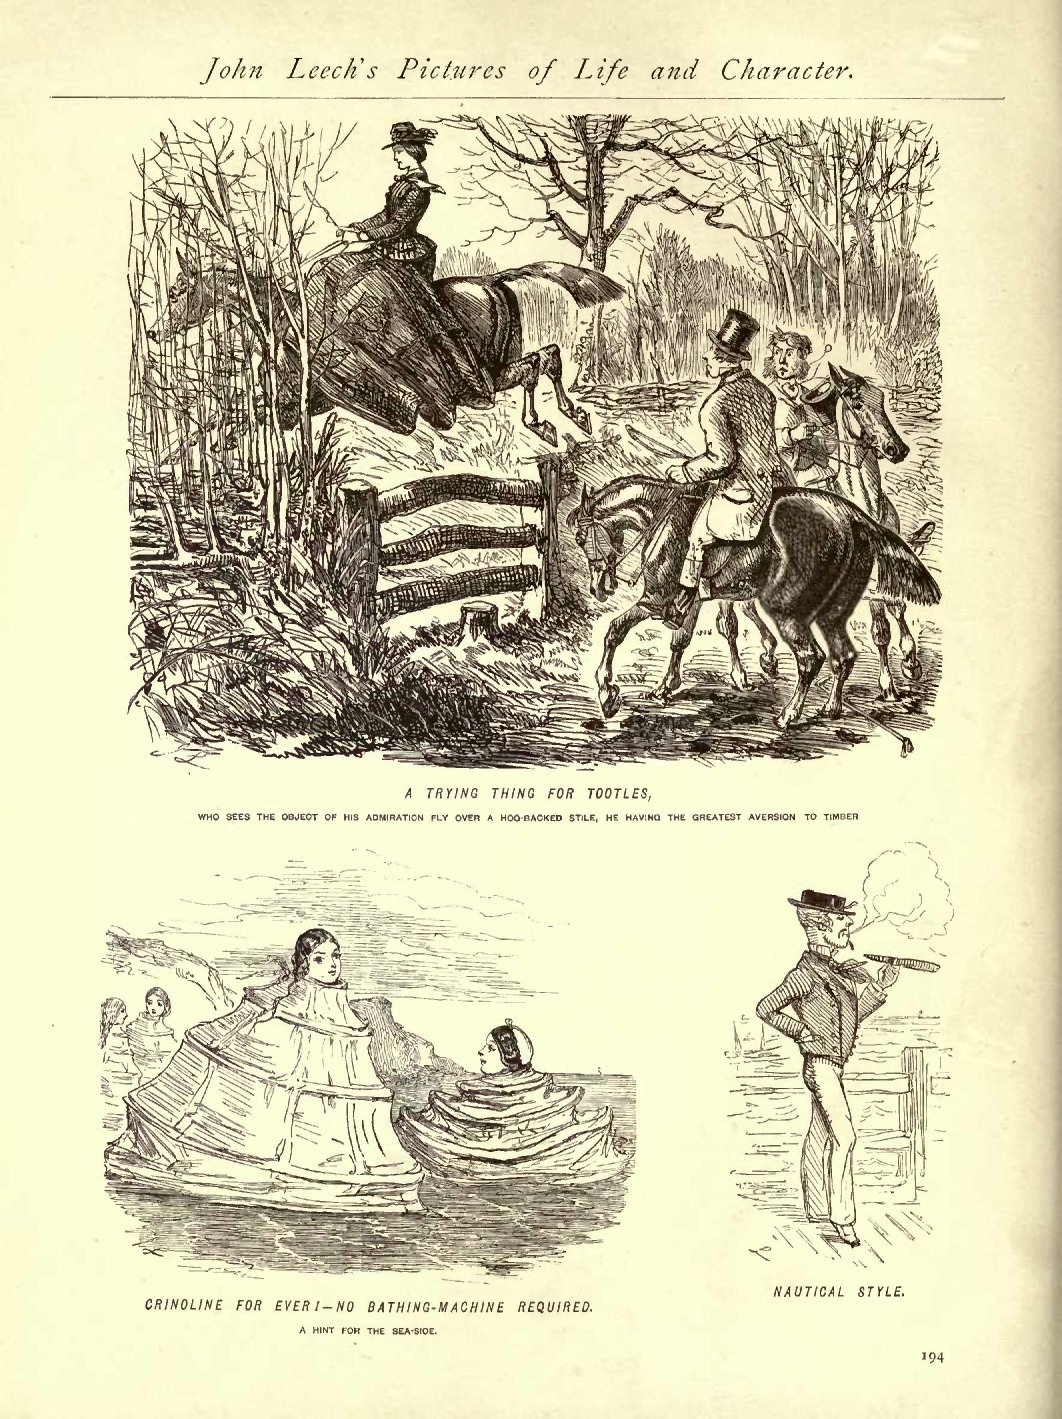 John Leech's Pictures of Life and Character.
A TRYING THING FOR TOOTLES,
WHO SEES THE OBJECT OF HIS ADMIRATION FLY OVER A HOG-BACKED STILE, HE HAVING THE GREATEST AVERSION TO TIMBER
CRINOLINE FOR EVER!—NO BATHING-MACHINE REQUIRED.
A HINT FOR THE SEA-SIDE.
NAUTICAL STYLE.
194